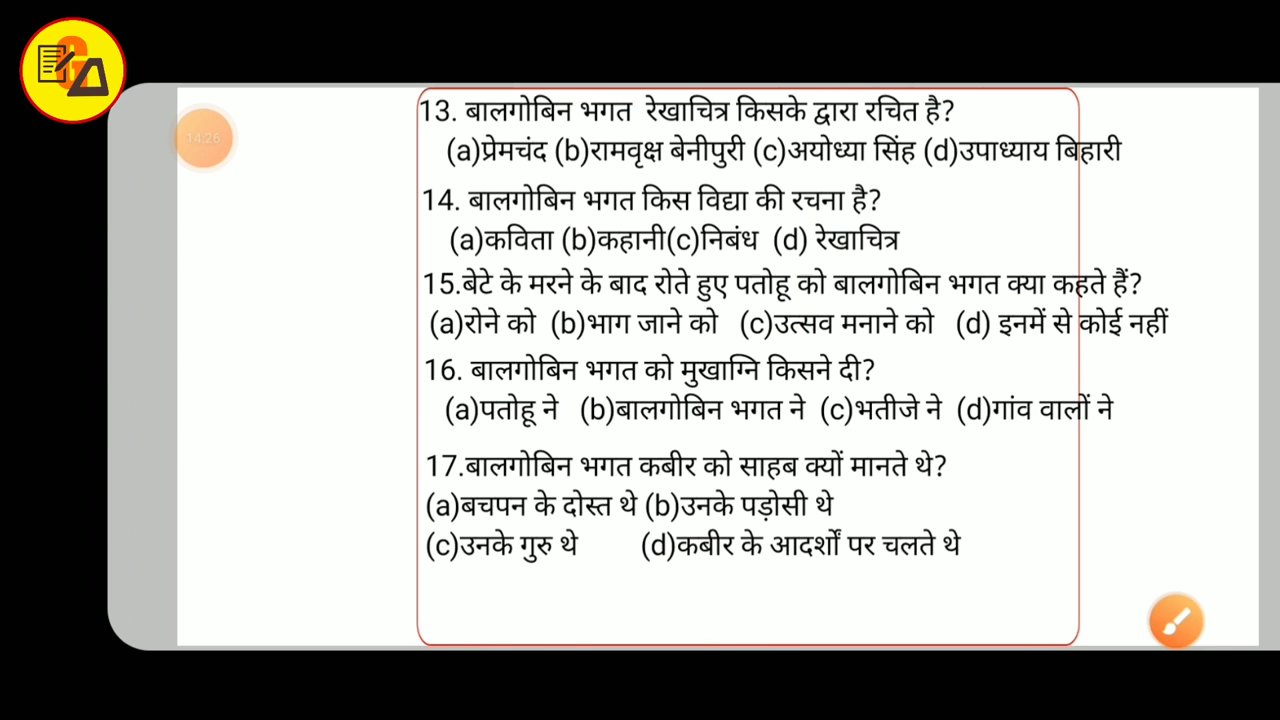 14:26
13. बालगोबिन भगत रेखाचित्र किसके द्वारा रचित है?
(a)प्रेमचंद (b)रामवृक्ष बेनीपुरी (c)अयोध्या सिंह (d)उपाध्याय बिहारी
14. बालगोबिन भगत किस विद्या की रचना है?
(a)कविता (b)कहानी(c)निबंध (d) रेखाचित्र
15.बेटे के मरने के बाद रोते हुए पतोहू को बालगोबिन भगत क्या कहते हैं?
(a)रोने को (b)भाग जाने को (c)उत्सव मनाने को (d) इनमें से कोई नहीं
16. बालगोबिन भगत को मुखाग्नि किसने दी?
(a)पतोहू ने (b)बालगोबिन भगत ने (c)भतीजे ने (d)गांव वालों ने
17.बालगोबिन भगत कबीर को साहब क्यों मानते थे?
(a)बचपन के दोस्त थे (b)उनके पड़ोसी थे
(c)उनके गुरु थे (d)कबीर के आदर्शों पर चलते थे